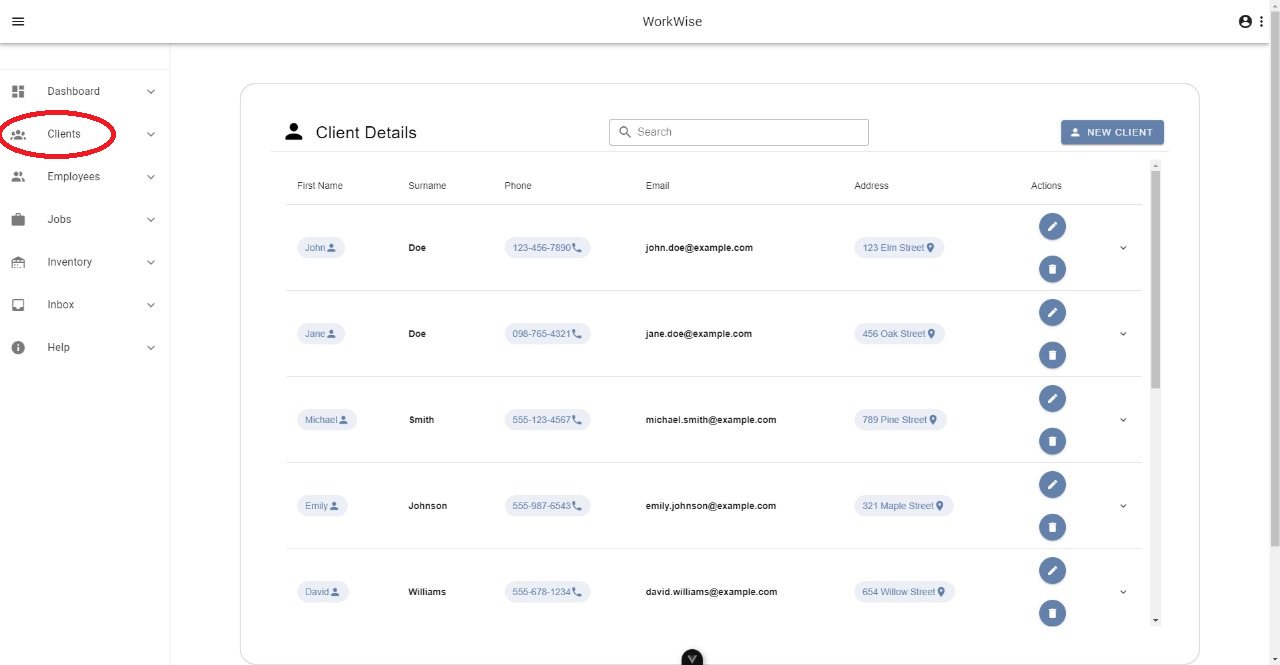 WorkWise
Dashboard
Clients
Employees
Jobs
Inventory
Inbox
Help
Client Details
Search
NEW CLIENT
First Name Surname Phone Email Address Actions
John Doe 123-456-7890 john.doe@example.com 123 Elm Street
Jane Doe 098-765-4321 jane.doe@example.com 456 Oak Street
Michael Smith 555-123-4567 michael.smith@example.com 789 Pine Street
Emily Johnson 555-987-6543 emily.johnson@example.com 321 Maple Street
David Williams 555-678-1234 david.williams@example.com 654 Willow Street